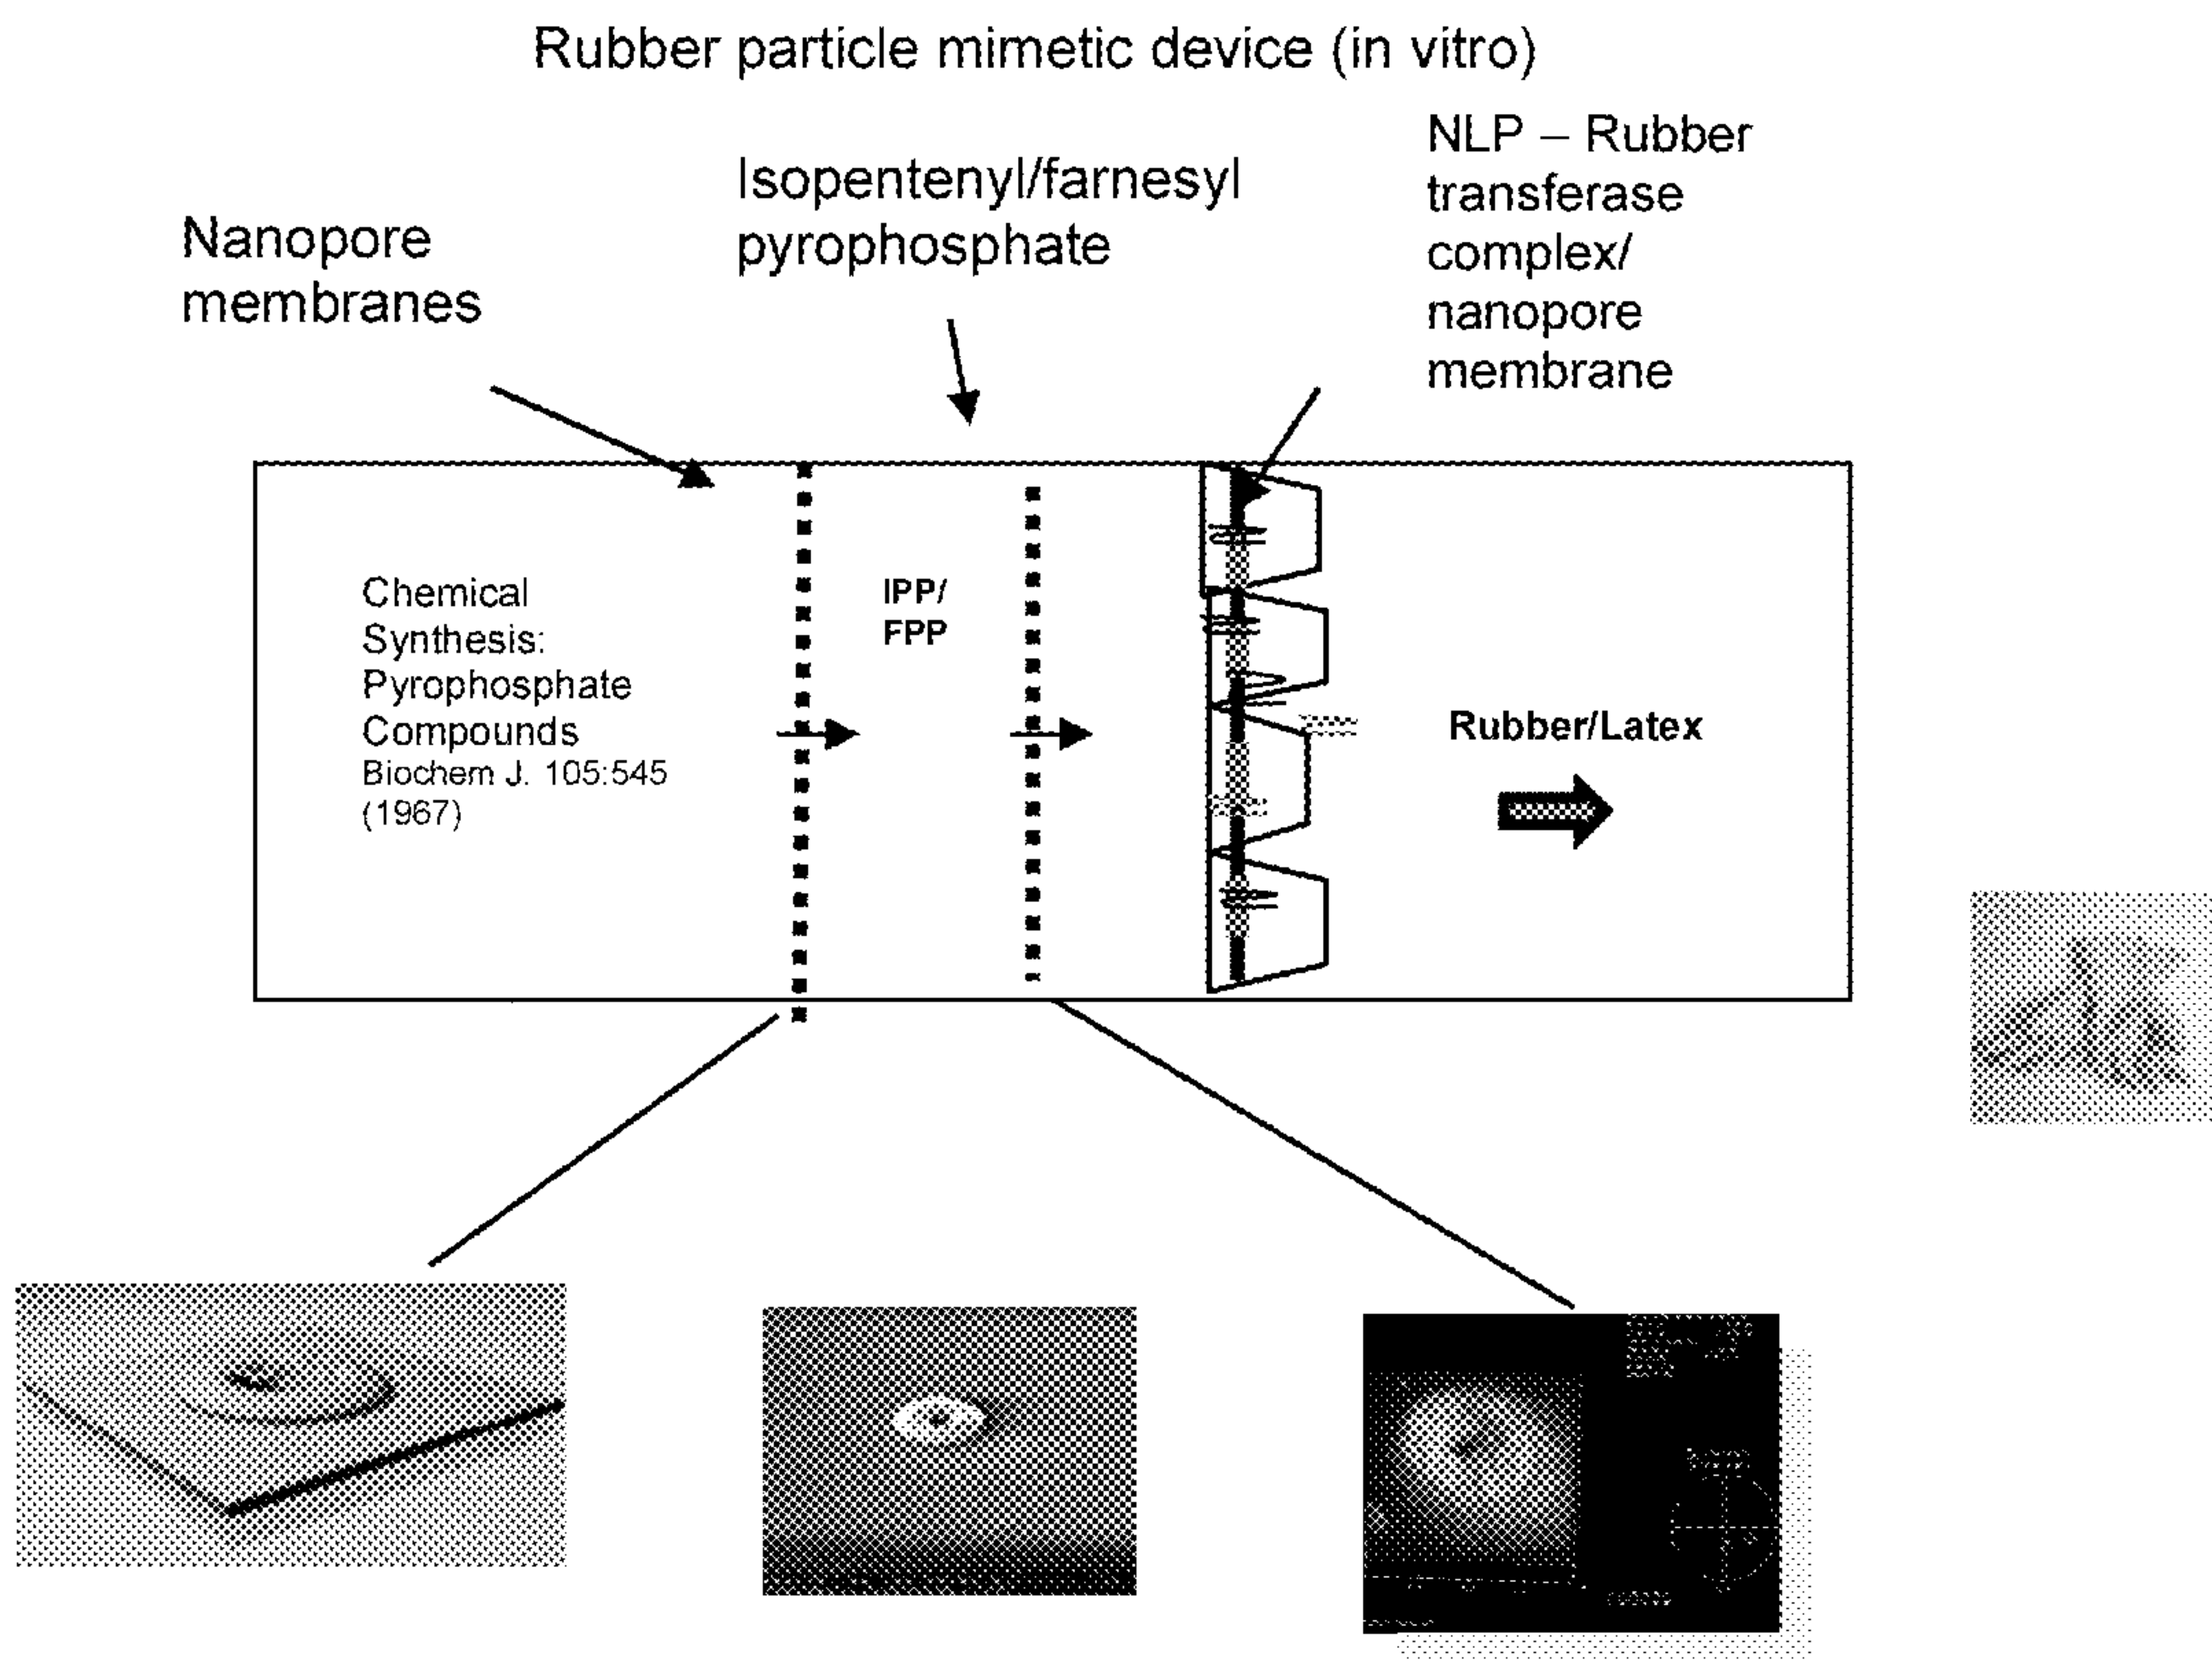 Rubber particle mimetic device (in vitro)
NLP – Rubber
transferase
complex/
nanopore
membrane
Isopentenyl/farnesyl
pyrophosphate
Nanopore
membranes
Chemical
Synthesis:
Pyrophosphate
Compounds
Biochem J. 105:545
(1967)
IPP/
FPP
Rubber/Latex